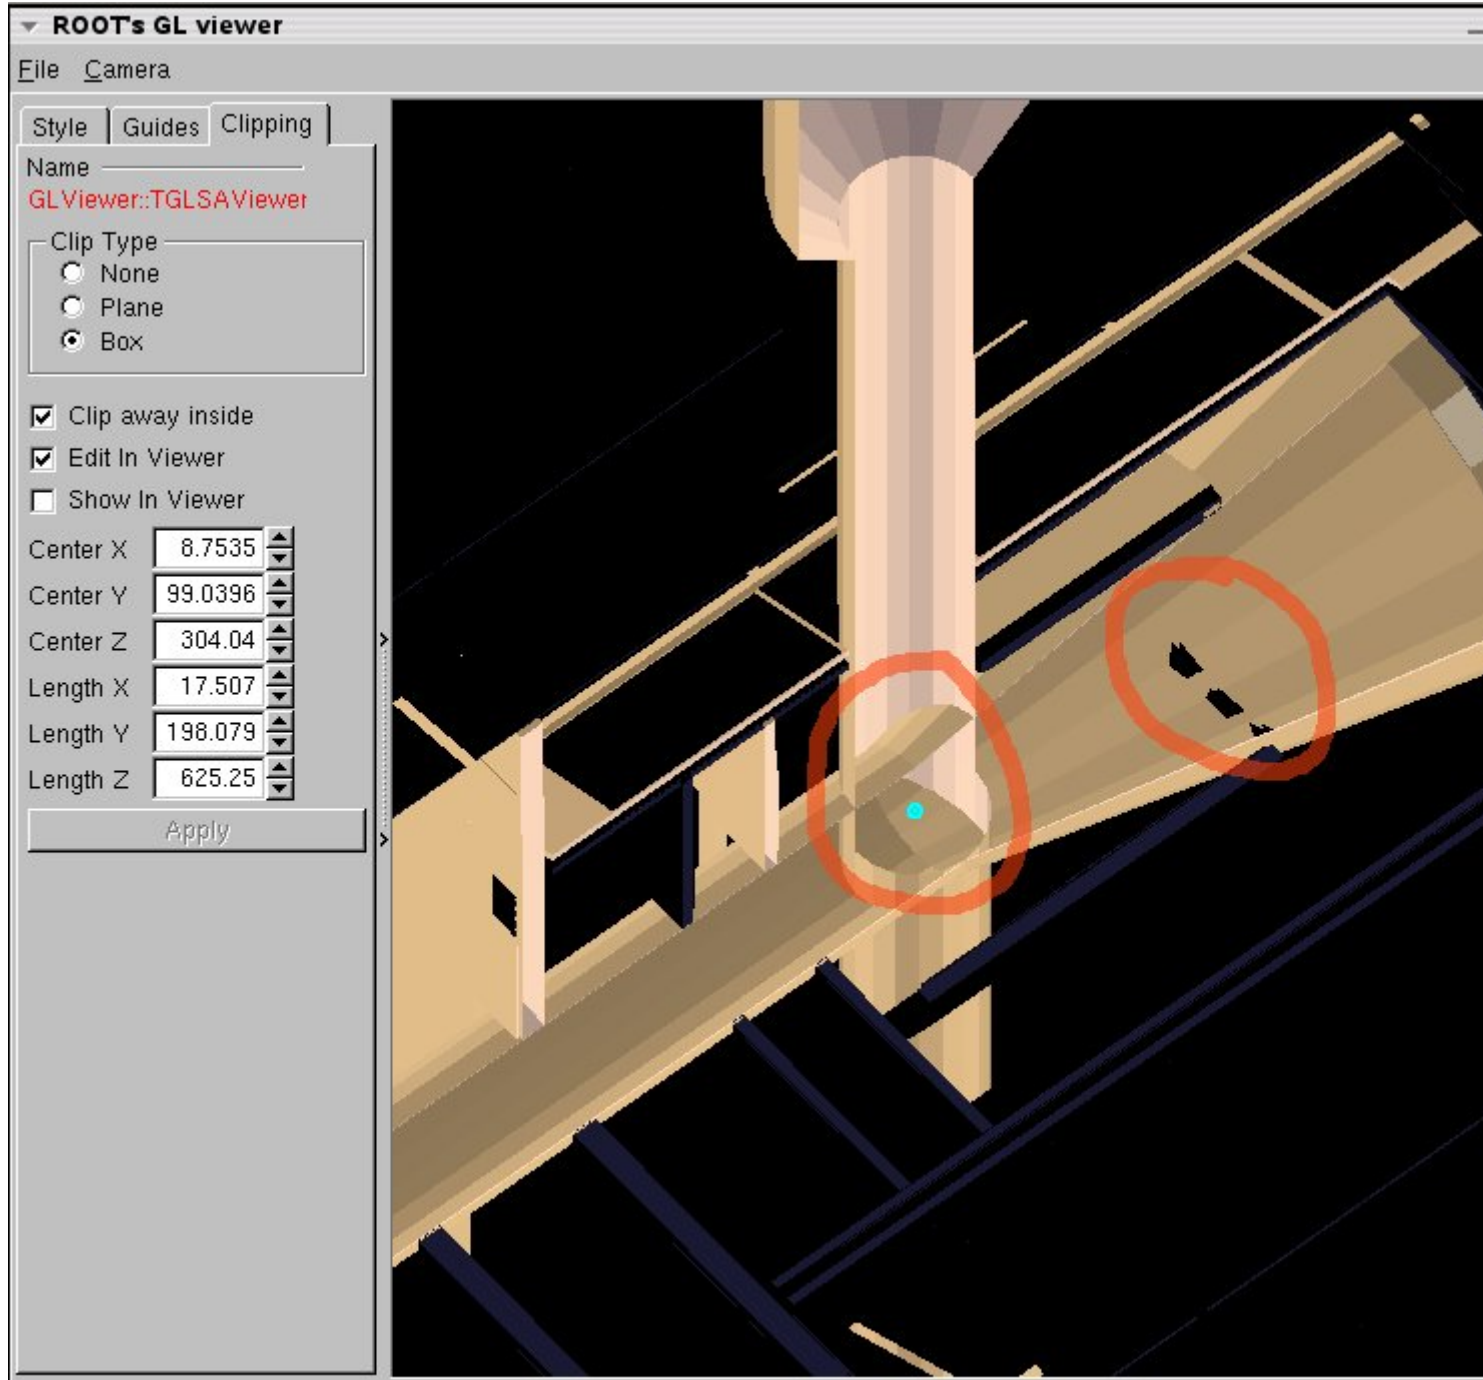 ROOT's GL viewer
File Camera
Style Guides Clipping
Name
GLViewer::TGLSAViewer
Clip Type
None
Plane
Box
Clip away inside
Edit In Viewer
Show In Viewer
Center X 8.7535
Center Y 99.0396
Center Z 304.04
Length X 17.507
Length Y 198.079
Length Z 625.25
Apply